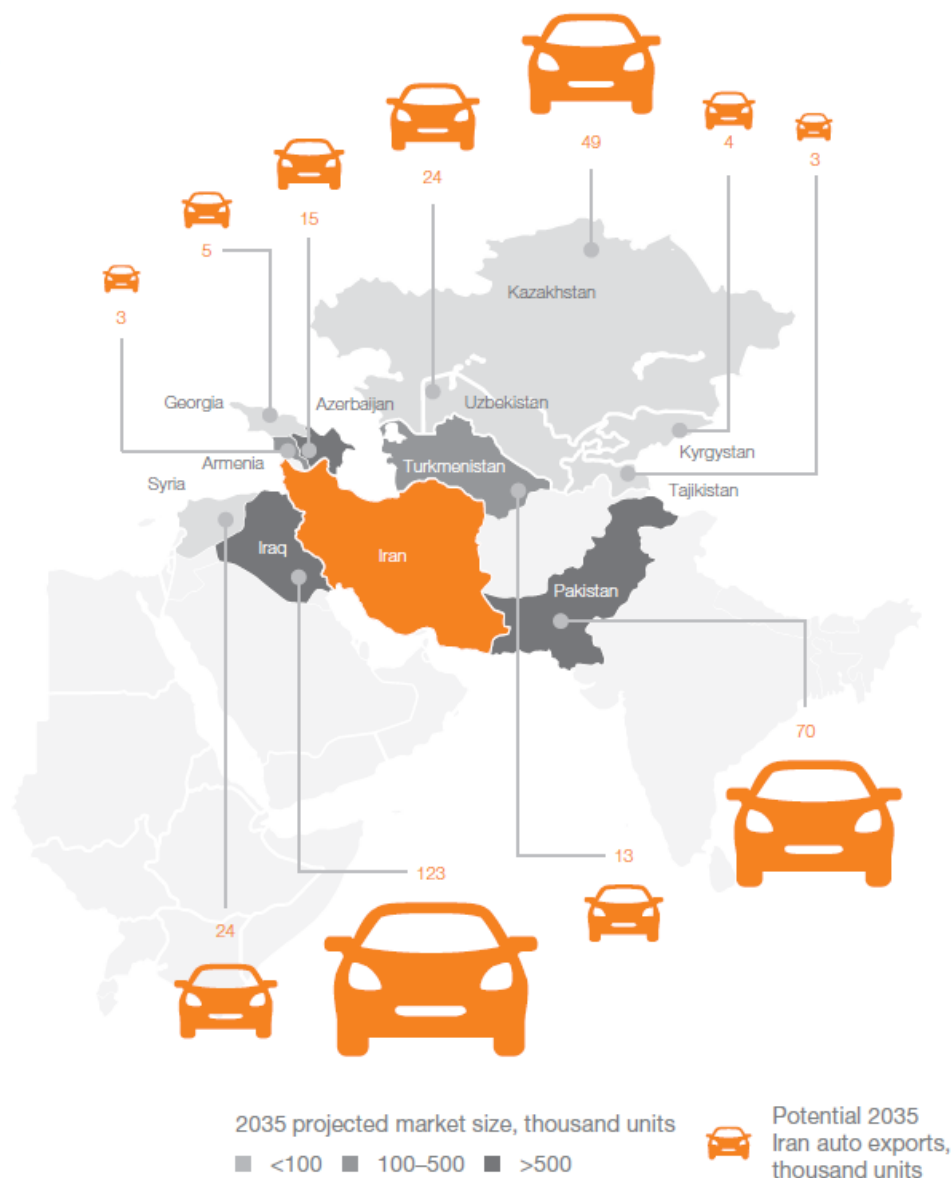 49
4
3
24
15
5
3
Kazakhstan
Georgia
Azerbaijan
Uzbekistan
Armenia
Turkmenistan
Kyrgystan
Syria
Tajikistan
Iraq
Iran
Pakistan
70
13
123
24
2035 projected market size, thousand units
<100 100–500 >500
Potential 2035
Iran auto exports,
thousand units